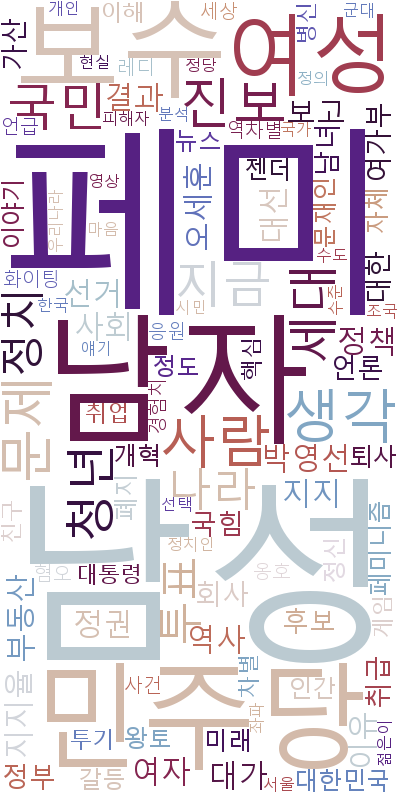 보수
여성
개인
이해
세상
군대
병신
가산
현실
레디
정당
정의
국민
결과
진보
보고
남녀
여가부
언급
피해자
분석
역차별
국가
뉴스
젠더
페미
이야기
우리나라
영상
마음
오세훈
대선
문재인
자체
수도
화이팅
선거
지금
세대
대한
수준
조국
한국
사회
시민
정치
얘기
응원
정도
핵심
정책
언론
남자
문제
취업
경험치
사람
생각
청년
개혁
박영선
퇴사
나라
폐지
선택
지지
친구
국힘
정치인
남성
혐오
대통령
옹호
정신
페미니즘
게임
부동산
정권
투표
회사
후보
역사
차별
민주당
지지율
사건
인간
취급
이유
젊은이
좌파
투기
왕토
미래
정부
갈등
여자
대가
서울
대한민국